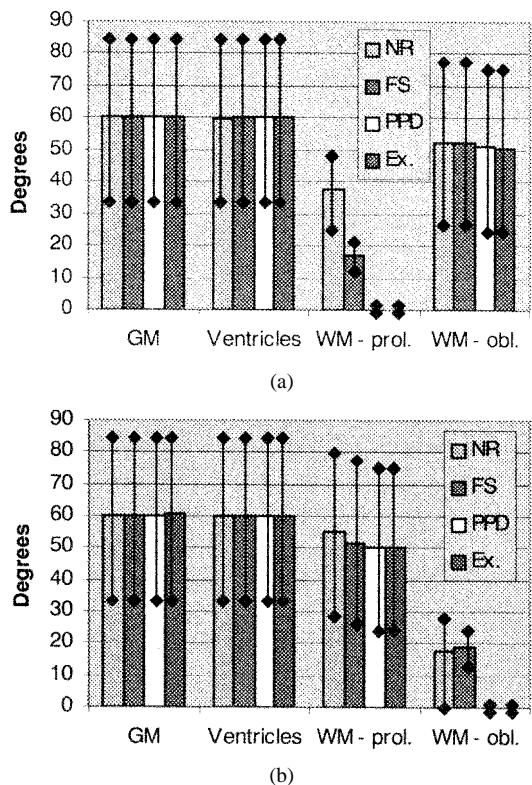 90
80
70
60
50
40
30
20
10
0
Degrees
NR
FS
PPD
Ex.
GM Ventricles WM - prol. WM - obl.
(a)
90
80
70
60
50
40
30
20
10
0
Degrees
NR
FS
PPD
Ex.
GM Ventricles WM - prol. WM - obl.
(b)